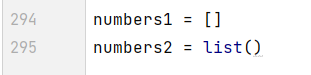 294 numbers1 = []
295 numbers2 = list()